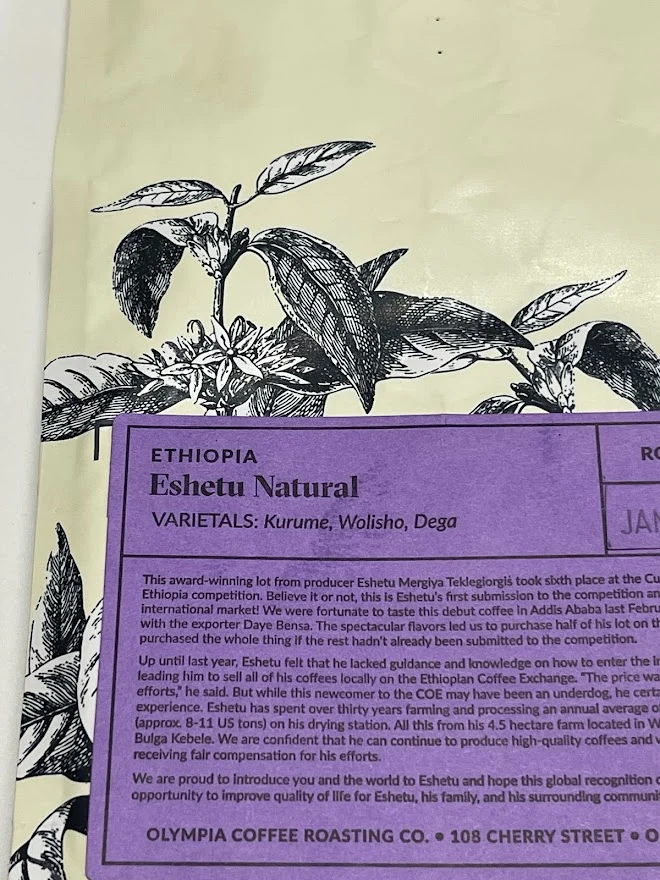 ETHIOPIA
Eshetu Natural
VARIETALS: Kurume, Wolisho, Dega
RO
JAN
This award-winning lot from producer Eshetu Mergiya Teklegiorgis took sixth place at the Cu
Ethiopia competition. Believe it or not, this is Eshetu's first submission to the competition an
international market! We were fortunate to taste this debut coffee in Addis Ababa last Febru
with the exporter Daye Bensa. The spectacular flavors led us to purchase half of his lot on th
purchased the whole thing if the rest hadn't already been submitted to the competition.
Up until last year, Eshetu felt that he lacked guidance and knowledge on how to enter the in
leading him to sell all of his coffees locally on the Ethiopian Coffee Exchange. "The price wa
efforts," he said. But while this newcomer to the COE may have been an underdog, he certa
experience. Eshetu has spent over thirty years farming and processing an annual average o
(approx. 8-11 US tons) on his drying station. All this from his 4.5 hectare farm located in W
Bulga Kebele. We are confident that he can continue to produce high-quality coffees and w
receiving fair compensation for his efforts.
We are proud to introduce you and the world to Eshetu and hope this global recognition c
opportunity to improve quality of life for Eshetu, his family, and his surrounding communi
OLYMPIA COFFEE ROASTING CO. • 108 CHERRY STREET • O